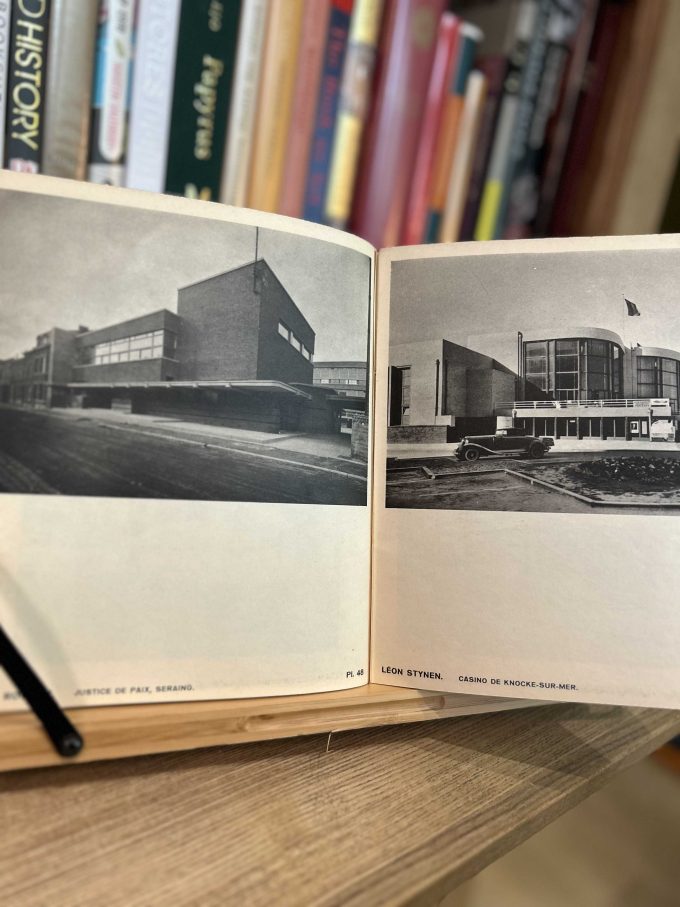 D HISTORY
Papyrus
JUSTICE DE PAIX, SERAING.
Pl. 48
LÉON STYNEN. CASINO DE KNOCKE-SUR-MER.